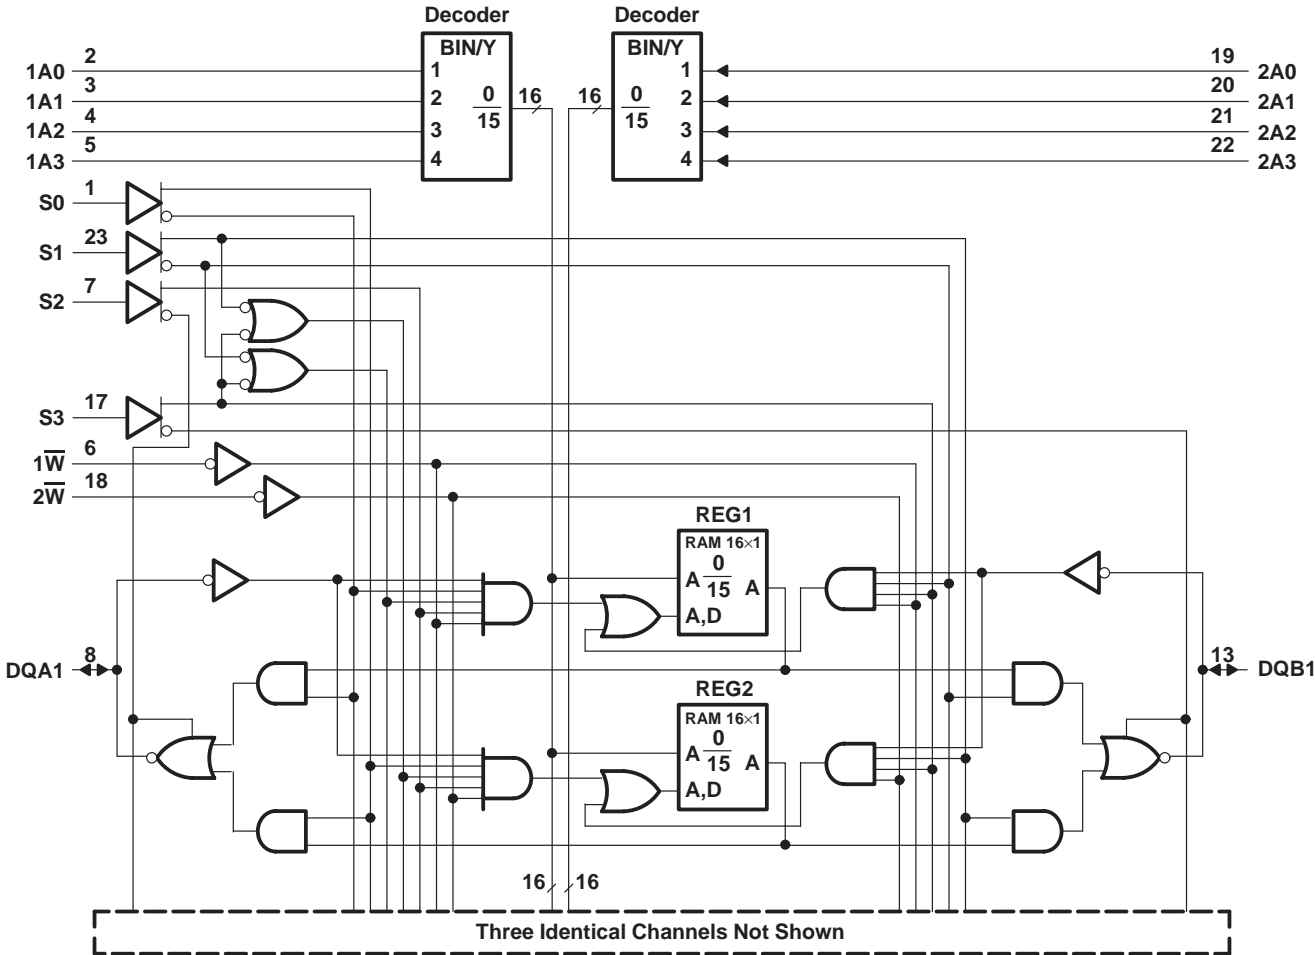 Decoder
Decoder
BIN/Y
BIN/Y
1A0 2
1
1
19 2A0
1A1 3
2
0
15
16
16
0
15
2
20 2A1
1A2 4
3
3
21 2A2
1A3 5
4
4
22 2A3
S0 1
S1 23
S2 7
S3 17
1W̅ 6
2W̅ 18
REG1
RAM 16×1
A 0
15 A
A,D
DQA1 8
13 DQB1
REG2
RAM 16×1
A 0
15 A
A,D
16 16
Three Identical Channels Not Shown